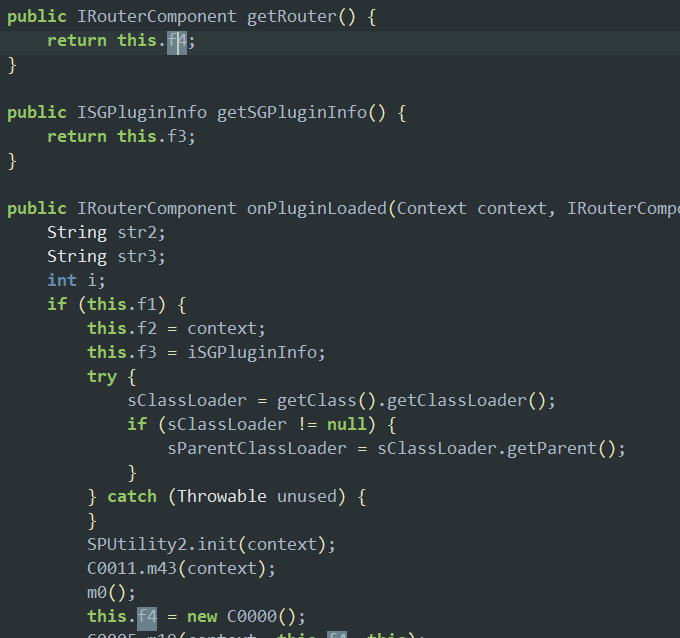 public IRouterComponent getRouter() {
    return this.f4;
}
public ISGPluginInfo getSGPluginInfo() {
    return this.f3;
}
public IRouterComponent onPluginLoaded(Context context, IRouterCompo
    String str2;
    String str3;
    int i;
    if (this.f1) {
        this.f2 = context;
        this.f3 = iSGPluginInfo;
        try {
            sClassLoader = getClass().getClassLoader();
            if (sClassLoader != null) {
                sParentClassLoader = sClassLoader.getParent();
            }
        } catch (Throwable unused) {
        }
        SPUtility2.init(context);
        C0011.m43(context);
        m0();
        this.f4 = new C0000();